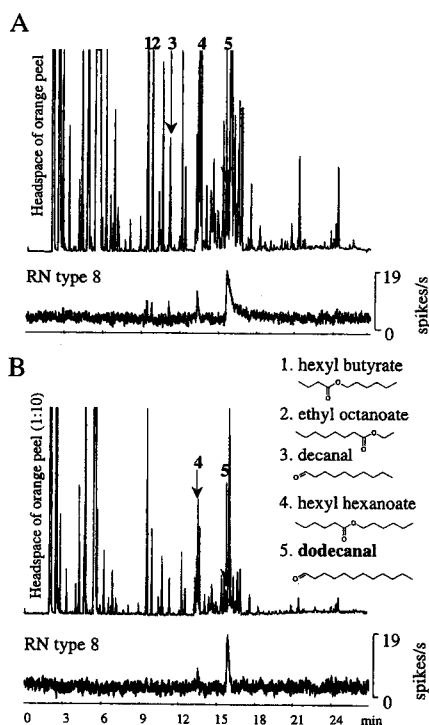 A
12 3 4 5
Headspace of orange peel
RN type 8
19
0
spikes/s
B
Headspace of orange peel (1:10)
4 5
1. hexyl butyrate
O
O
2. ethyl octanoate
O
O
3. decanal
O
4. hexyl hexanoate
O
O
5. dodecanal
O
RN type 8
19
0
spikes/s
0 3 6 9 12 15 18 21 24 min